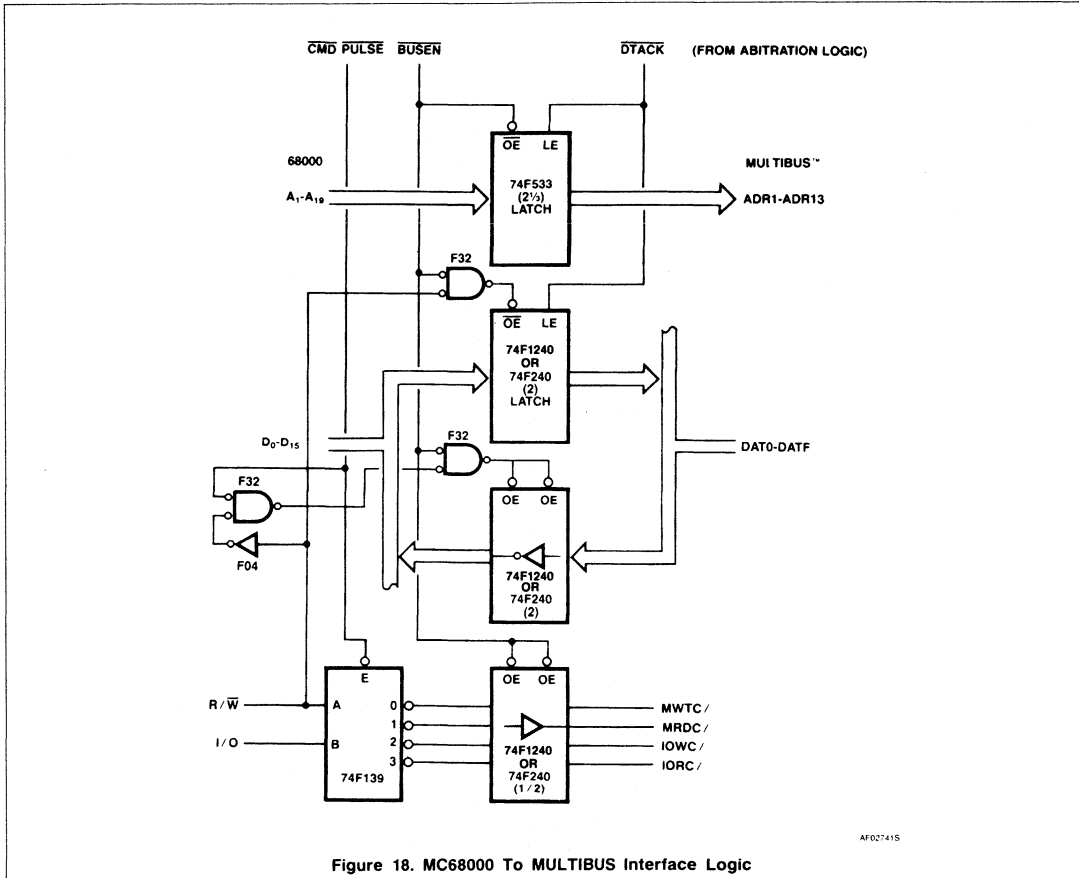 CMD PULSE BUSEN DTACK (FROM ABITRATION LOGIC)
OE LE
68000
MULTIBUS™
A1-A19
74F533
(2⅓)
LATCH
ADR1-ADR13
F32
OE LE
74F1240
OR
74F240
(2)
LATCH
D0-D15
F32
DAT0-DATF
F32
OE OE
F04
74F1240
OR
74F240
(2)
E
OE OE
R/W A 0 MWTC/
1 MRDC/
I/O B 2 IOWC/
3 IORC/
74F139
74F1240
OR
74F240
(1/2)
AF02741S
Figure 18. MC68000 To MULTIBUS Interface Logic